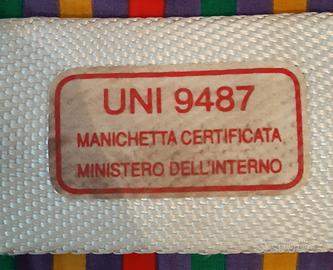 UNI 9487
MANICHETTA CERTIFICATA
MINISTERO DELL'INTERNO